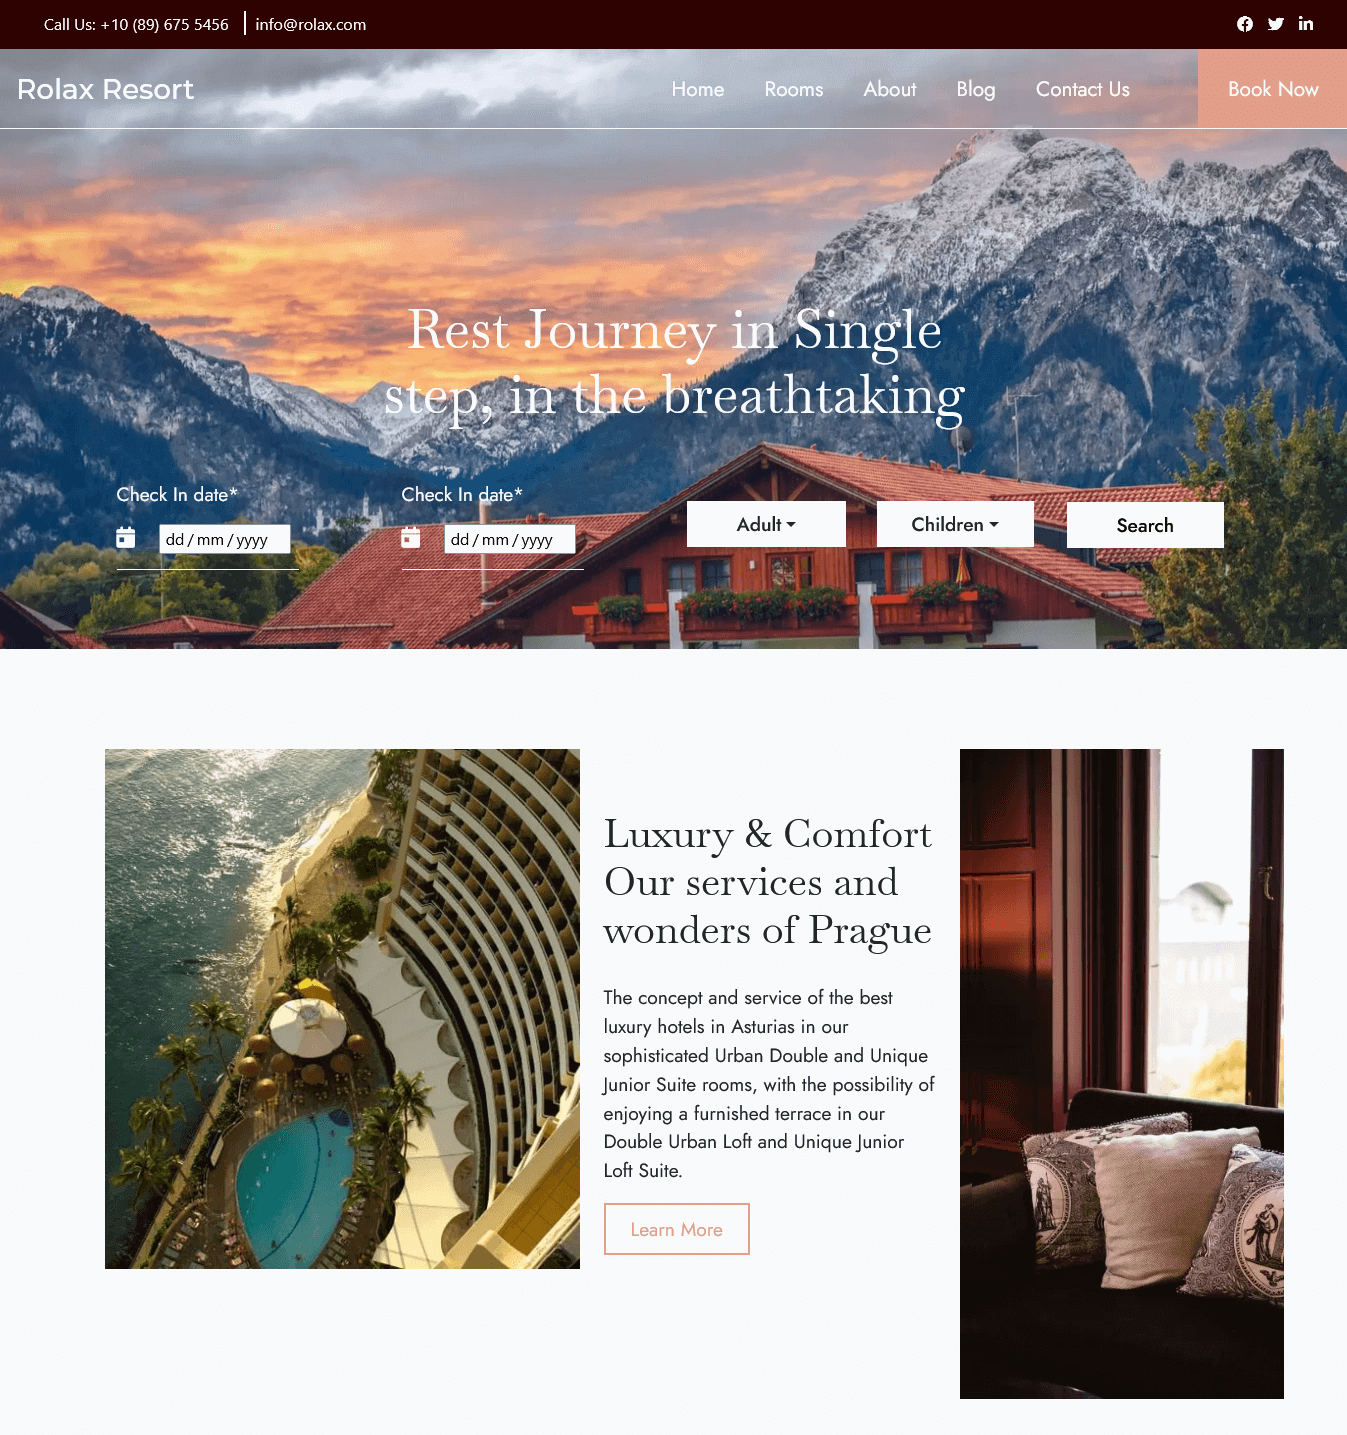 Call Us: +10 (89) 675 5456 info@rolax.com
Rolax Resort
Home Rooms About Blog Contact Us Book Now
Rest Journey in Single
step, in the breathtaking
Check In date* Check In date*
dd / mm / yyyy dd / mm / yyyy Adult Children Search
Luxury & Comfort
Our services and
wonders of Prague
The concept and service of the best
luxury hotels in Asturias in our
sophisticated Urban Double and Unique
Junior Suite rooms, with the possibility of
enjoying a furnished terrace in our
Double Urban Loft and Unique Junior
Loft Suite.
Learn More